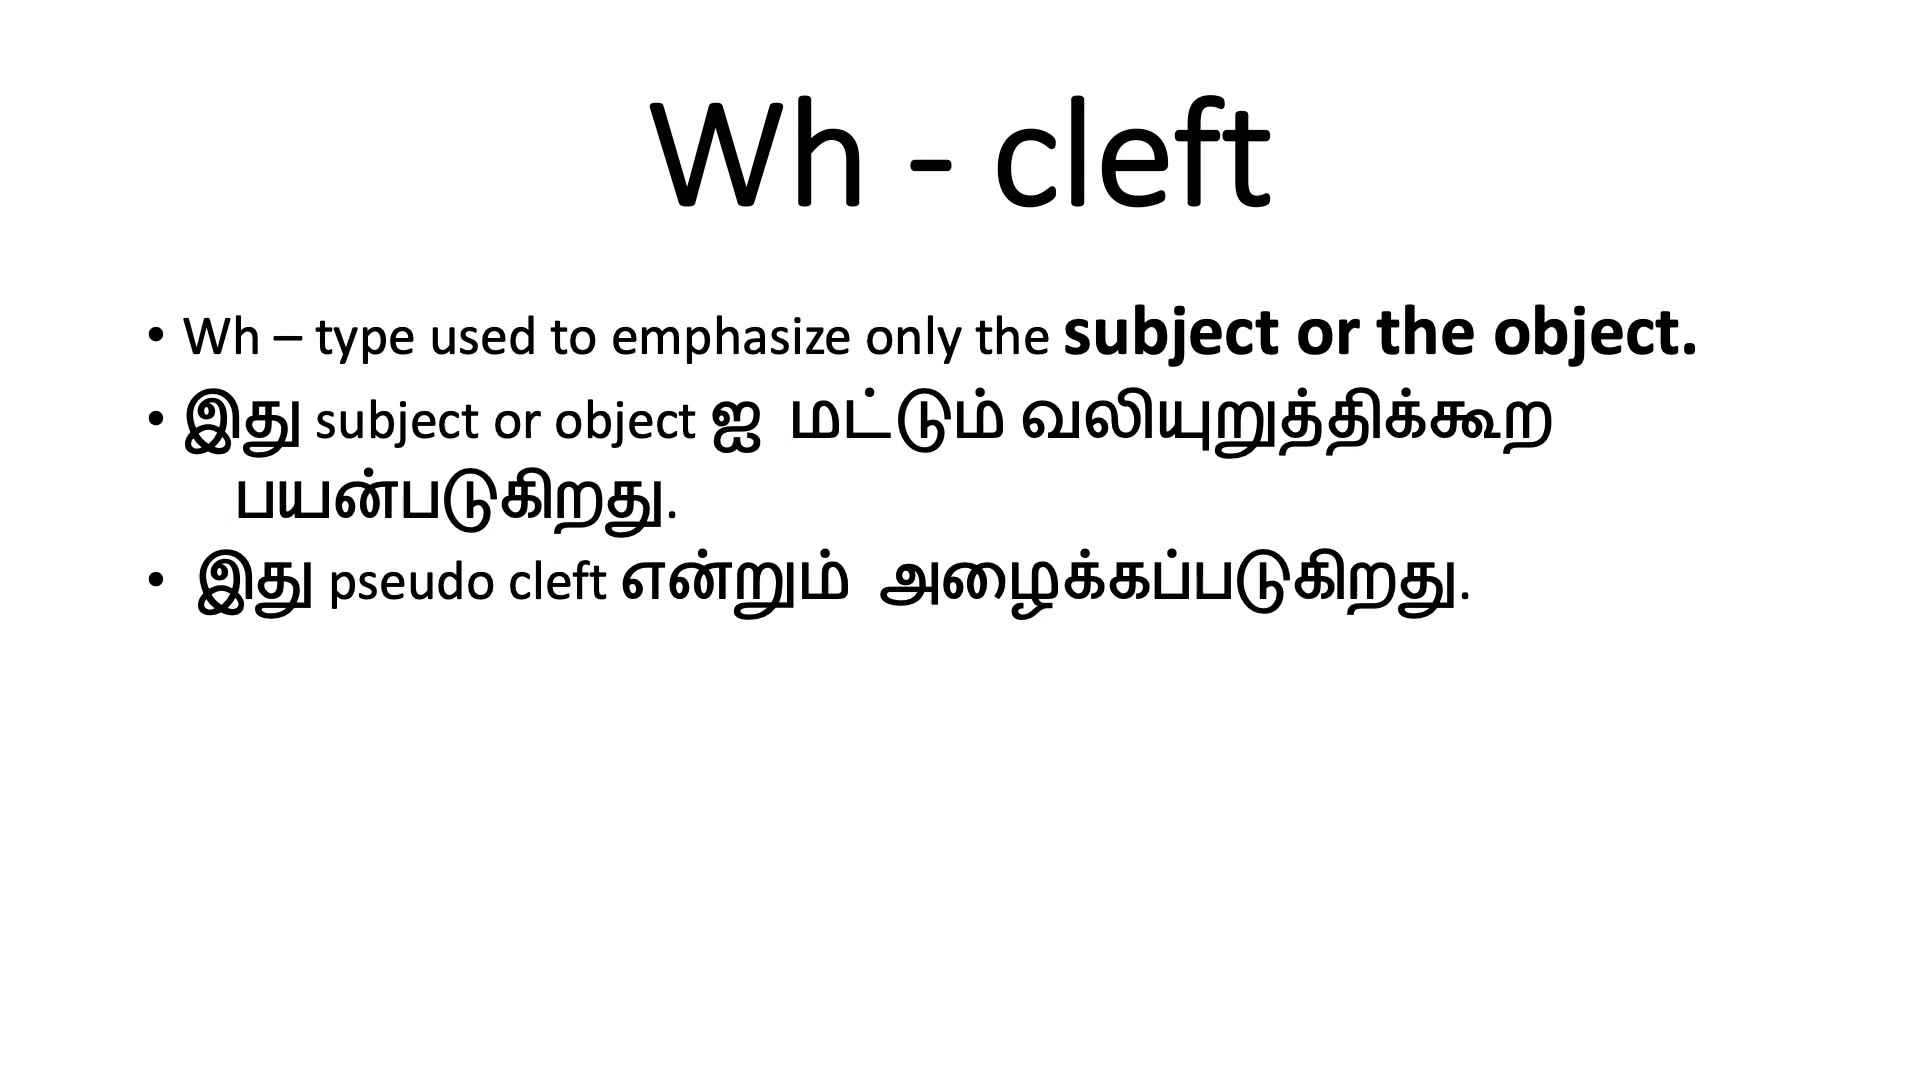 Wh - cleft
• Wh – type used to emphasize only the subject or the object.
• இது subject or object ஐ மட்டும் வலியுறுத்திக்கூற
பயன்படுகிறது.
• இது pseudo cleft என்றும் அழைக்கப்படுகிறது.